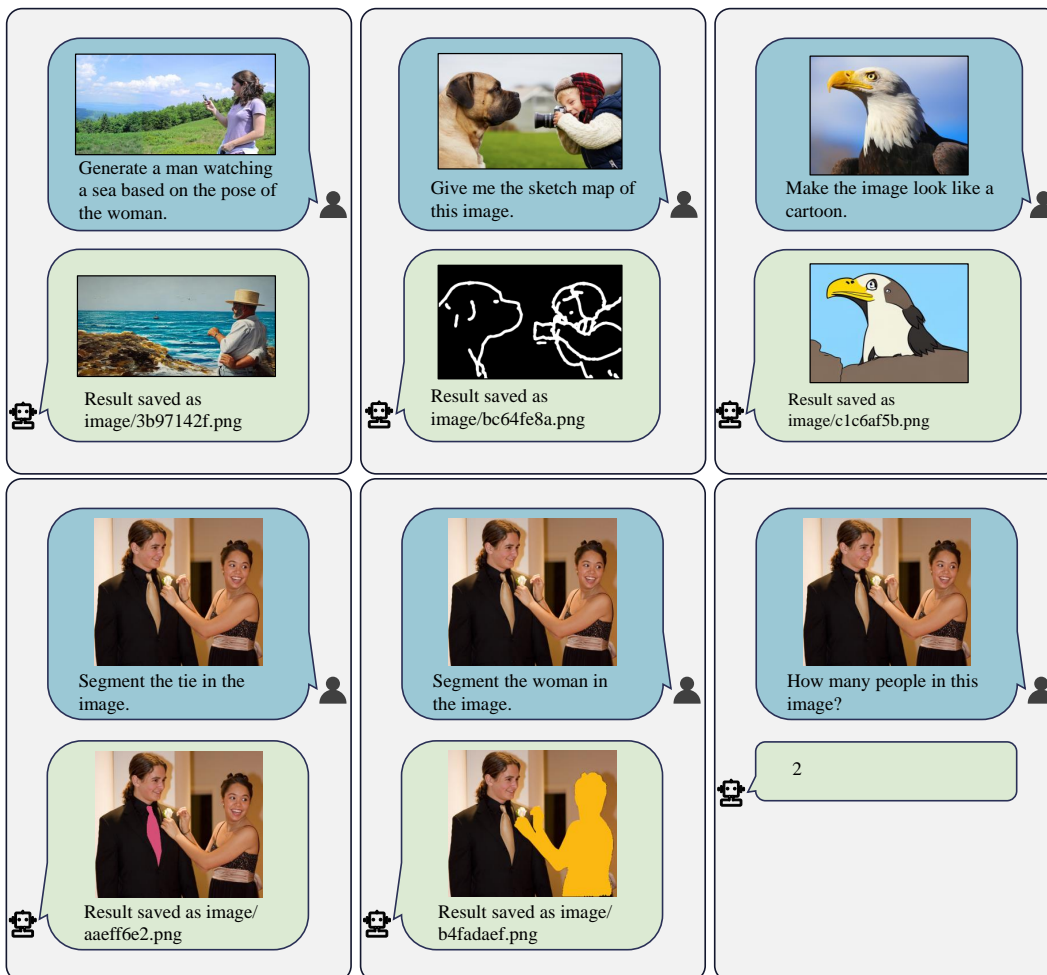 Generate a man watching
a sea based on the pose of
the woman.
Result saved as
image/3b97142f.png
Give me the sketch map of
this image.
Result saved as
image/bc64fe8a.png
Make the image look like a
cartoon.
Result saved as
image/c1c6af5b.png
Segment the tie in the
image.
Result saved as image/
aaeff6e2.png
Segment the woman in
the image.
Result saved as image/
b4fadaef.png
How many people in this
image?
2